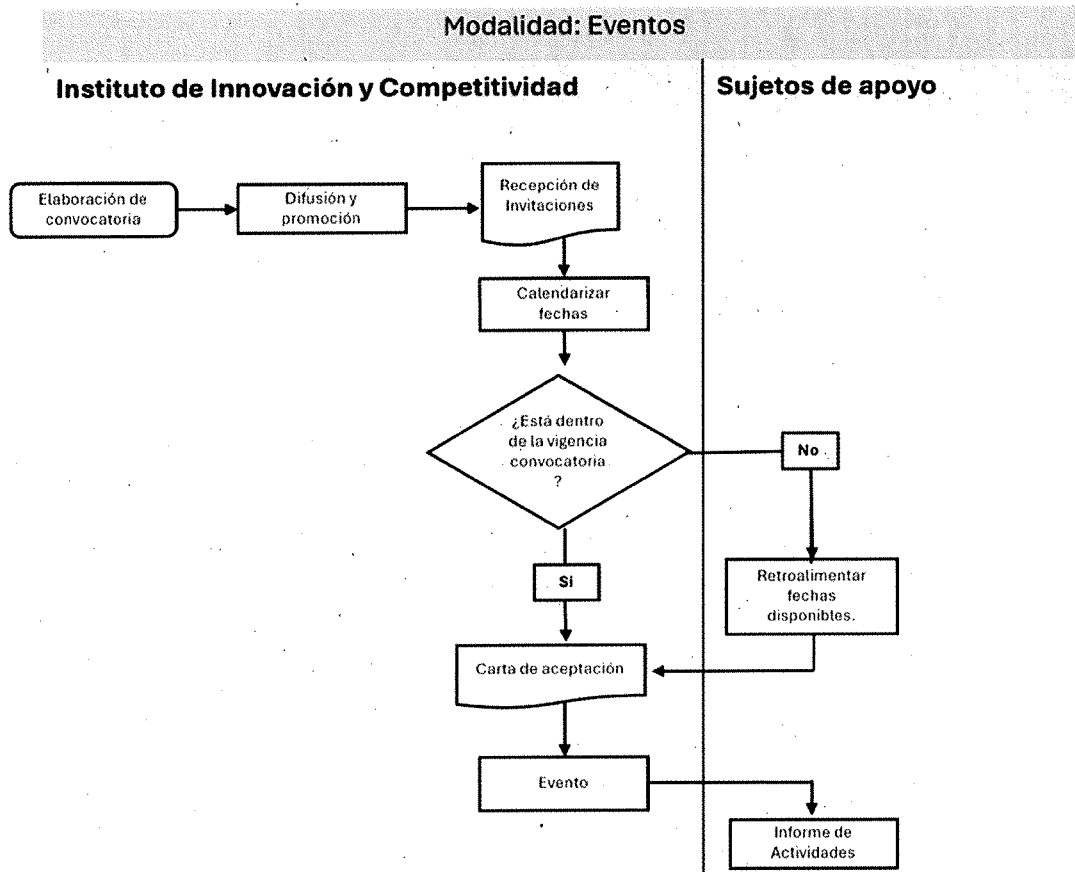 Modalidad: Eventos
Instituto de Innovación y Competitividad
Sujetos de apoyo
Elaboración de
convocatoria
Difusión y
promoción
Recepción de
Invitaciones
Calendarizar
fechas
¿Está dentro
de la vigencia
convocatoria
?
No
Si
Retroalimentar
fechas
disponibles.
Carta de aceptación
Evento
Informe de
Actividades